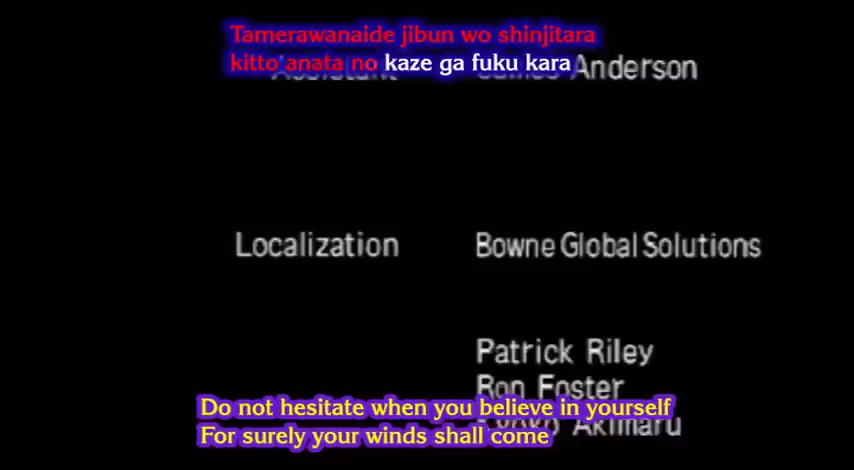 Tamerawanaide jibun wo shinjitara
kitto anata no kaze ga fuku kara
Assistant James Anderson
Localization Bowne Global Solutions
Patrick Riley
Ron Foster
Do not hesitate when you believe in yourself
For surely your winds shall come
Akimaru